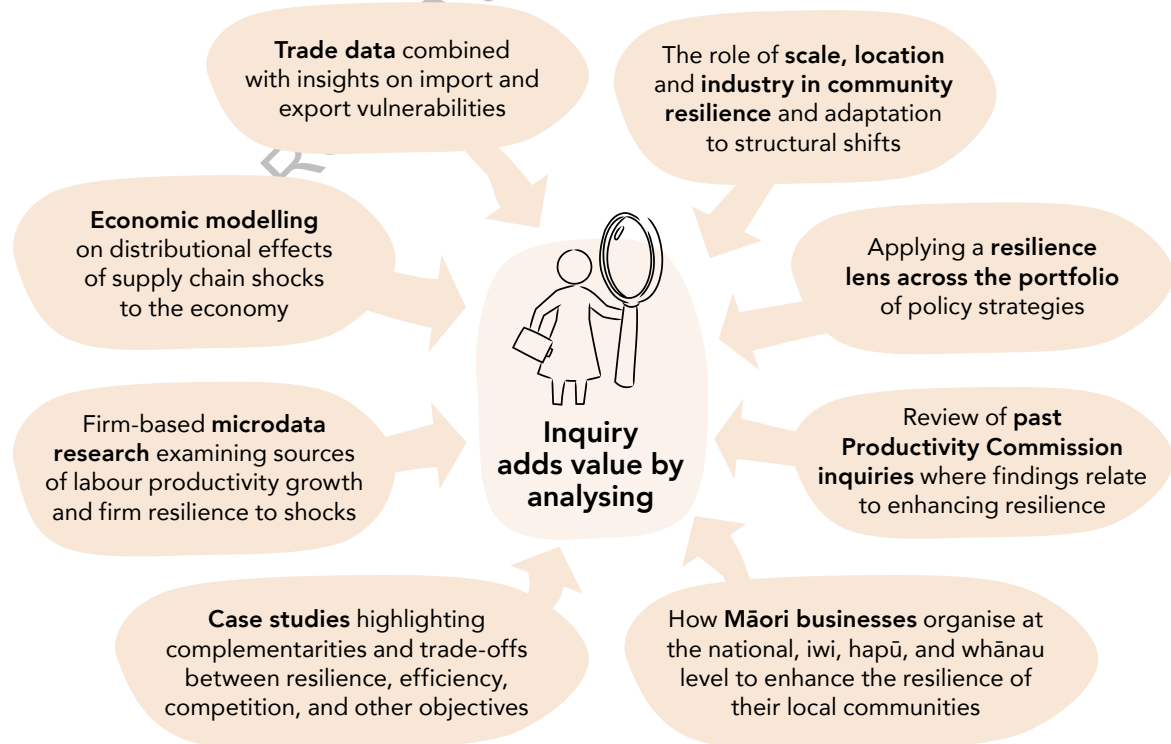 Trade data combined
with insights on import and
export vulnerabilities
The role of scale, location
and industry in community
resilience and adaptation
to structural shifts
Economic modelling
on distributional effects
of supply chain shocks
to the economy
Applying a resilience
lens across the portfolio
of policy strategies
Firm-based microdata
research examining sources
of labour productivity growth
and firm resilience to shocks
Inquiry
adds value by
analysing
Review of past
Productivity Commission
inquiries where findings relate
to enhancing resilience
Case studies highlighting
complementarities and trade-offs
between resilience, efficiency,
competition, and other objectives
How Māori businesses organise at
the national, iwi, hapū, and whānau
level to enhance the resilience of
their local communities